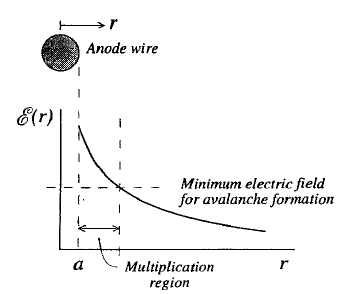 r
Anode wire
ℰ(r)
Minimum electric field
for avalanche formation
a
Multiplication
region
r